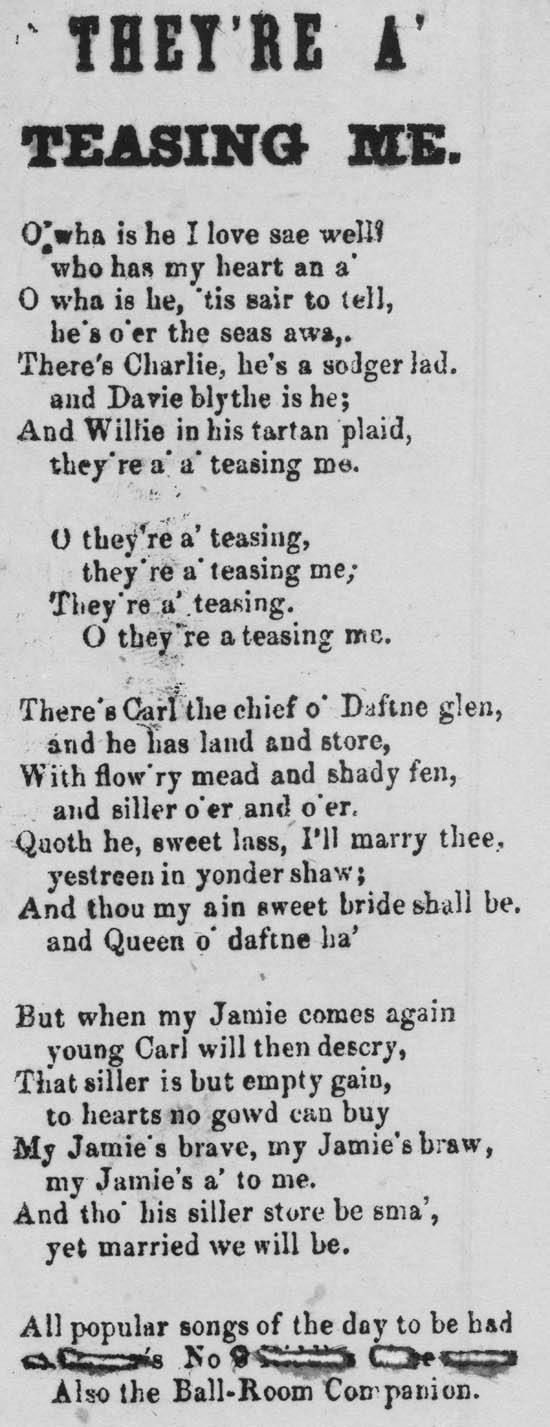 THEY'RE A'
TEASING ME.
O, wha is he I love sae well?
who has my heart an a'
O wha is he, 'tis sair to tell,
he's o'er the seas awa,.
There's Charlie, he's a sodger lad.
and Davie blythe is he;
And Willie in his tartan plaid,
they're a' a' teasing me.
O they're a' teasing,
they're a' teasing me;
They're a' teasing.
O they're a teasing me.
There's Carl the chief o' Daftne glen,
and he has land and store,
With flow'ry mead and shady fen,
and siller o'er and o'er.
Quoth he, sweet lass, I'll marry thee,
yestreen in yonder shaw;
And thou my ain sweet bride shall be.
and Queen o' daftne ha'
But when my Jamie comes again
young Carl will then descry,
That siller is but empty gain,
to hearts no gowd can buy
My Jamie's brave, my Jamie's braw,
my Jamie's a' to me.
And tho' his siller store be sma',
yet married we will be.
All popular songs of the day to be had
No 9
Also the Ball-Room Companion.